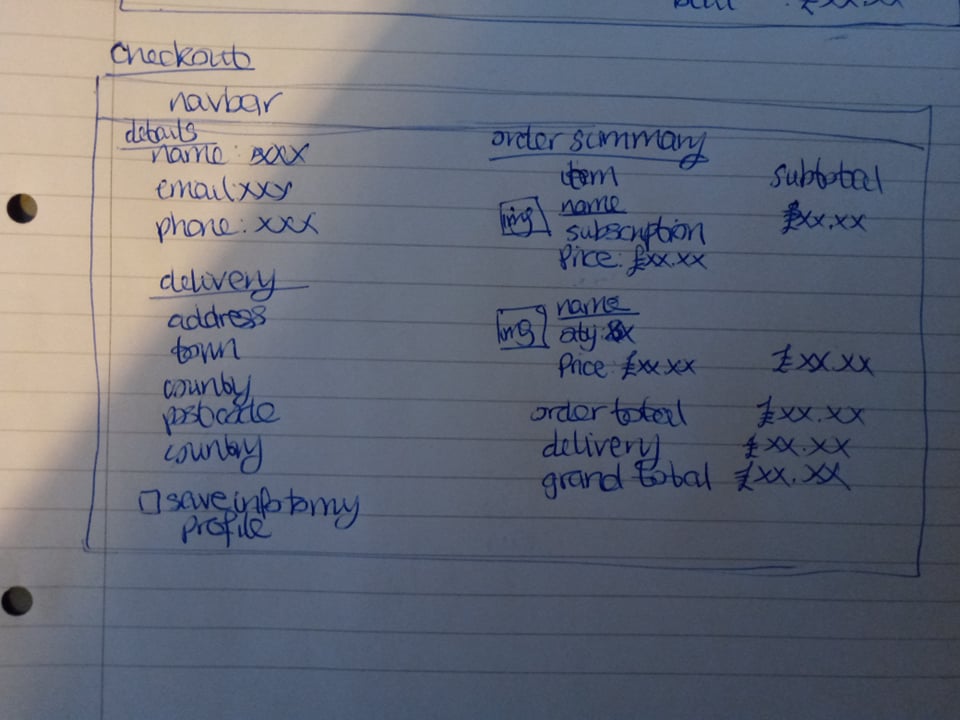 £xx.xx
Checkout
navbar
details
name: xxx
email xxx
phone: xxx
delivery
address
town
county
postcode
country
save info to my
profile
order summary
item subtotal
img name £xx.xx
subscription
Price: £xx.xx
img name
qty: x
Price: £xx.xx £xx.xx
order total £xx.xx
delivery £xx.xx
grand total £xx.xx